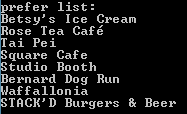 prefer list:
Betsy's Ice Cream
Rose Tea Café
Tai Pei
Square Cafe
Studio Booth
Bernard Dog Run
Waffallonia
STACK'D Burgers & Beer